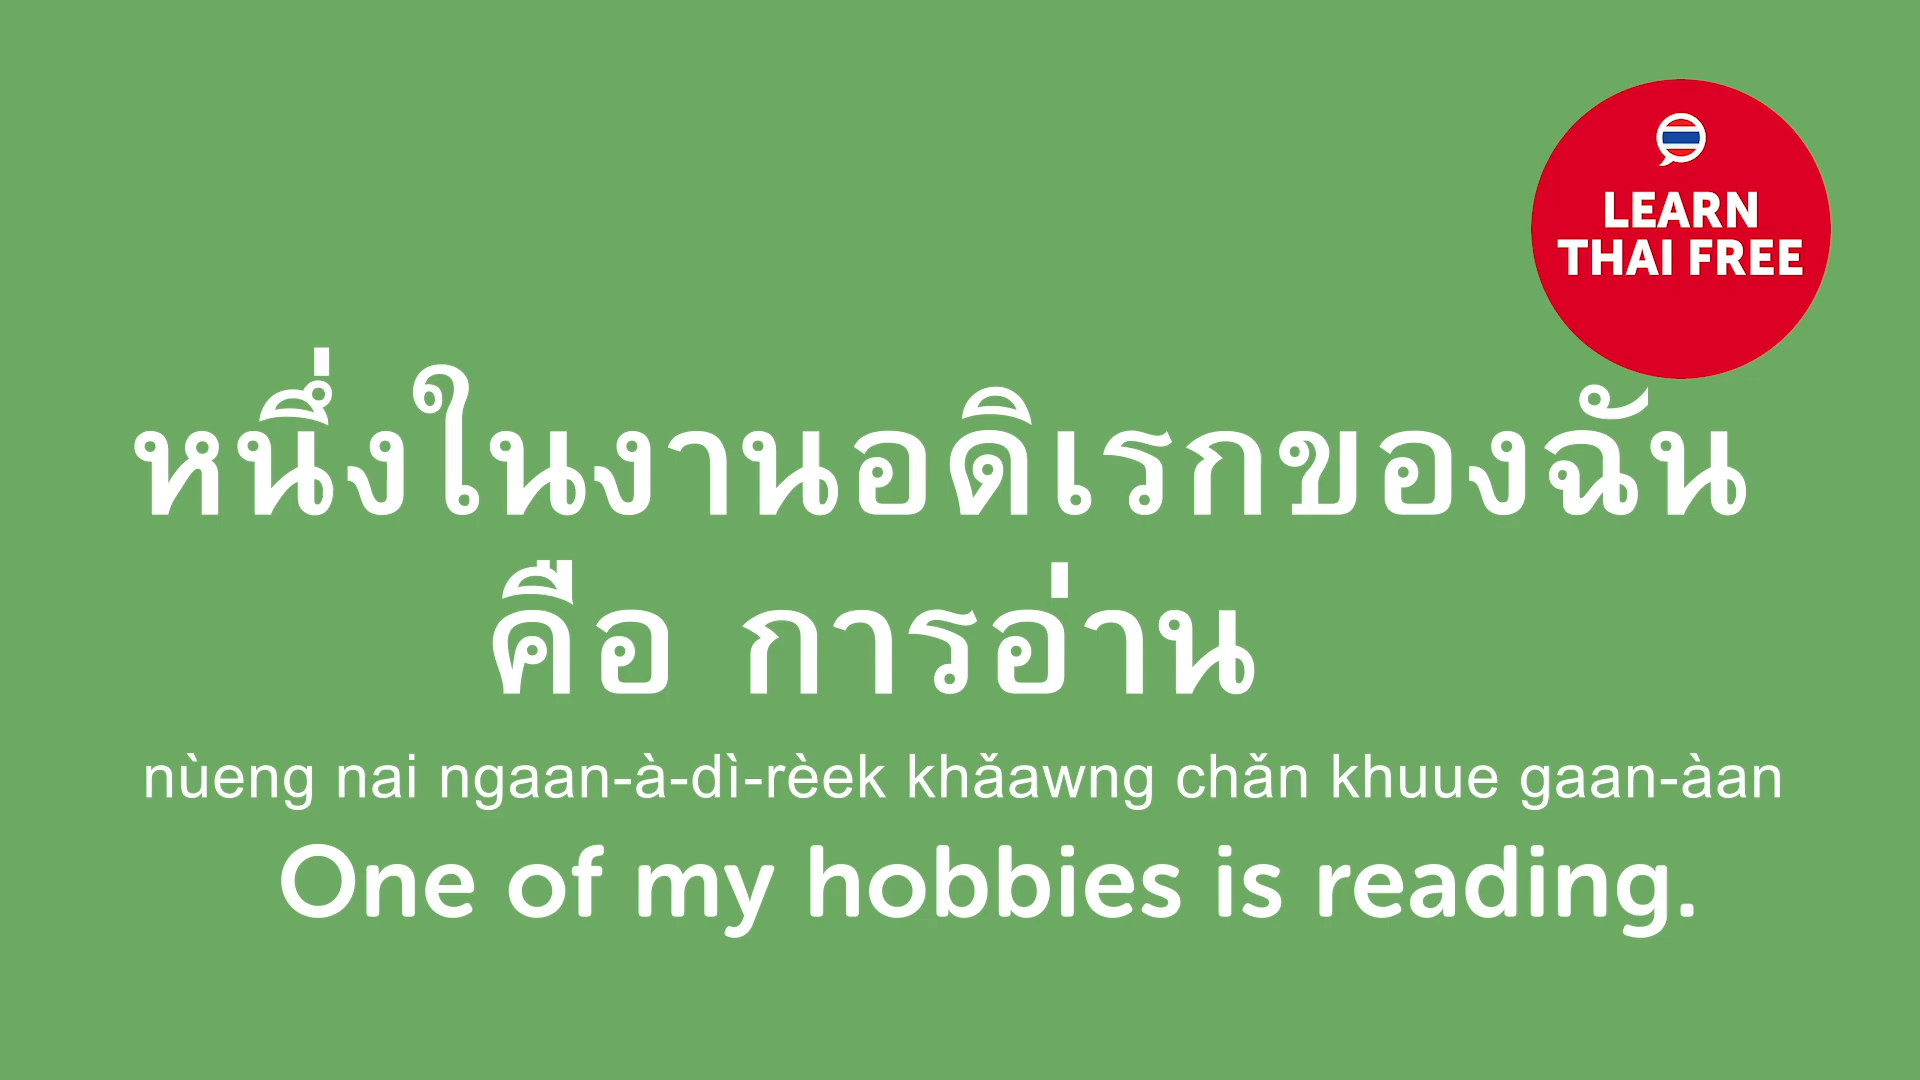 LEARN
THAI FREE
หนึ่งในงานอดิเรกของฉัน
คือ การอ่าน
nùeng nai ngaan-à-dì-rèek khǎawng chǎn khuue gaan-àan
One of my hobbies is reading.